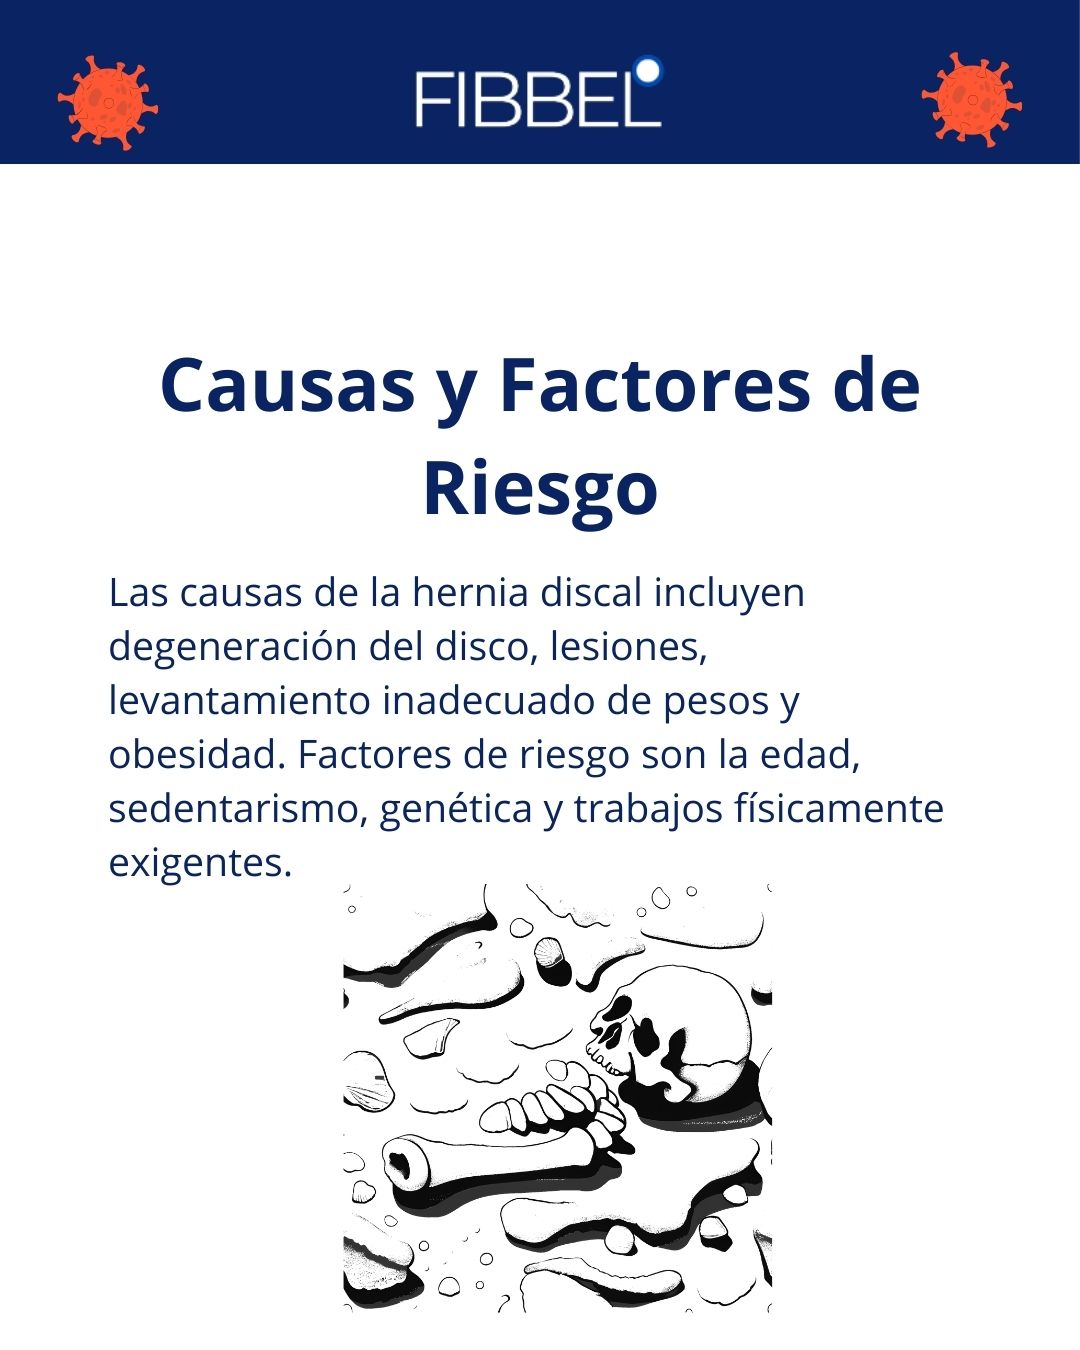 FIBBEL
Causas y Factores de
Riesgo
Las causas de la hernia discal incluyen
degeneración del disco, lesiones,
levantamiento inadecuado de pesos y
obesidad. Factores de riesgo son la edad,
sedentarismo, genética y trabajos físicamente
exigentes.